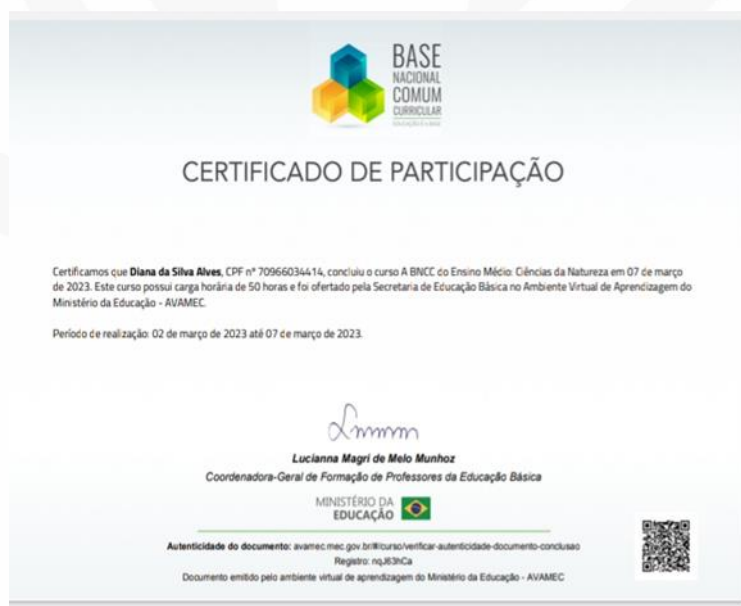 BASE
NACIONAL
COMUM
CURRICULAR
EDUCAÇÃO É A BASE
CERTIFICADO DE PARTICIPAÇÃO
Certificamos que Diana da Silva Alves, CPF nº 70966034414, concluiu o curso A BNCC do Ensino Médio: Ciências da Natureza em 07 de março
de 2023. Este curso possui carga horária de 50 horas e foi ofertado pela Secretaria de Educação Básica no Ambiente Virtual de Aprendizagem do
Ministério da Educação - AVAMEC.
Período de realização: 02 de março de 2023 até 07 de março de 2023.
Lucianna Magri de Melo Munhoz
Coordenadora-Geral de Formação de Professores da Educação Básica
MINISTÉRIO DA
EDUCAÇÃO
Autenticidade do documento: avamec.mec.gov.br/#/curso/verificar-autenticidade-documento-conclusao
Registro: nqJ63hCa
Documento emitido pelo ambiente virtual de aprendizagem do Ministério da Educação - AVAMEC